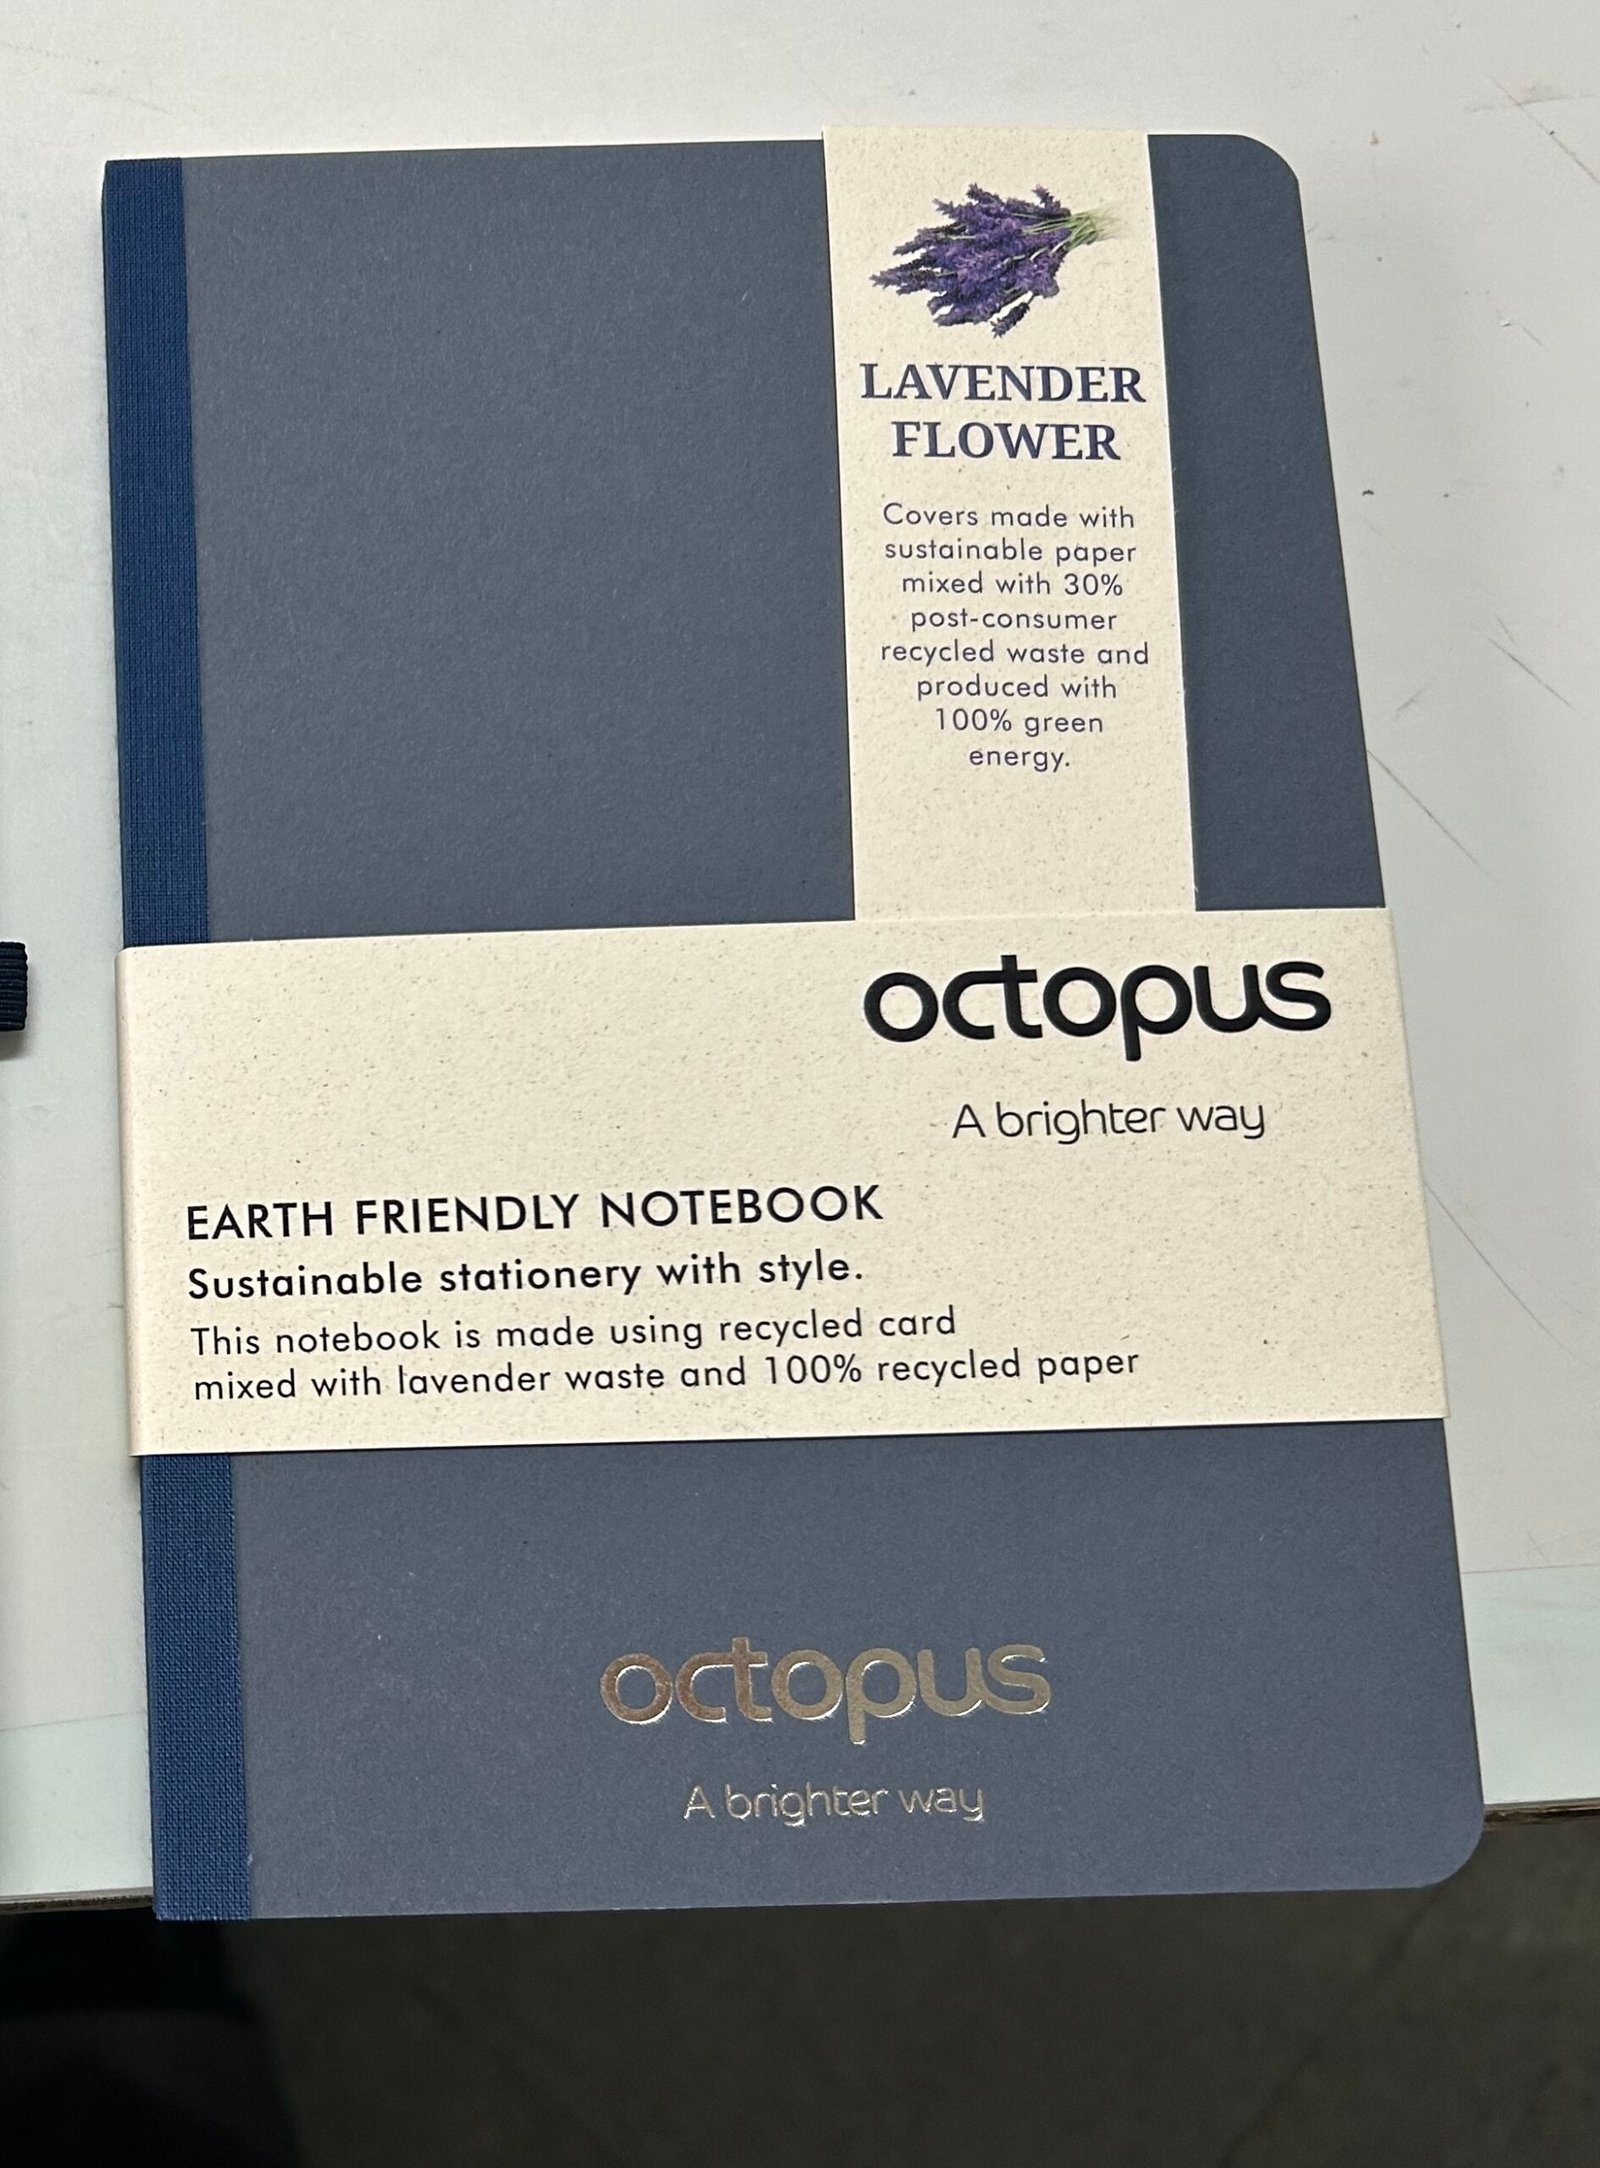 LAVENDER
FLOWER
Covers made with
sustainable paper
mixed with 30%
post-consumer
recycled waste and
produced with
100% green
energy.
octopus
A brighter way
EARTH FRIENDLY NOTEBOOK
Sustainable stationery with style.
This notebook is made using recycled card
mixed with lavender waste and 100% recycled paper
octopus
A brighter way